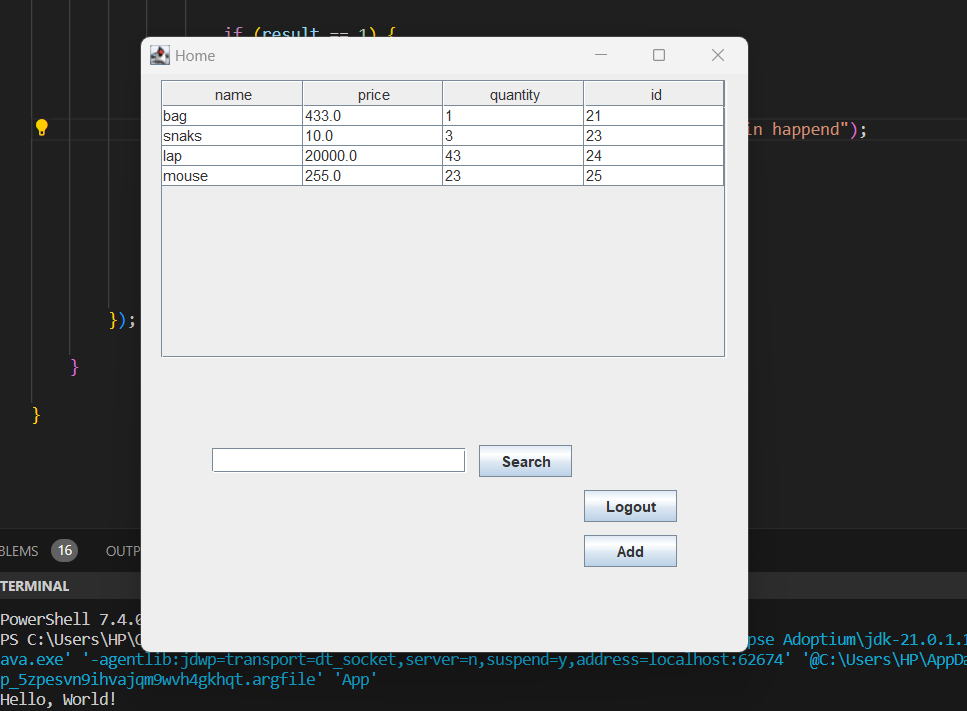 if (result == 1) {
Home
name price quantity id
bag 433.0 1 21
snaks 10.0 3 23
in happend");
lap 20000.0 43 24
mouse 255.0 23 25
});
}
}
Search
Logout
Add
BLEMS 16 OUTP
TERMINAL
PowerShell 7.4.0
PS C:\Users\HP\ pse Adoptium\jdk-21.0.1.1
ava.exe' '-agentlib:jdwp=transport=dt_socket,server=n,suspend=y,address=localhost:62674' '@C:\Users\HP\AppDa
p_5zpesvn9ihvajqm9wvh4gkhqt.argfile' 'App'
Hello, World!